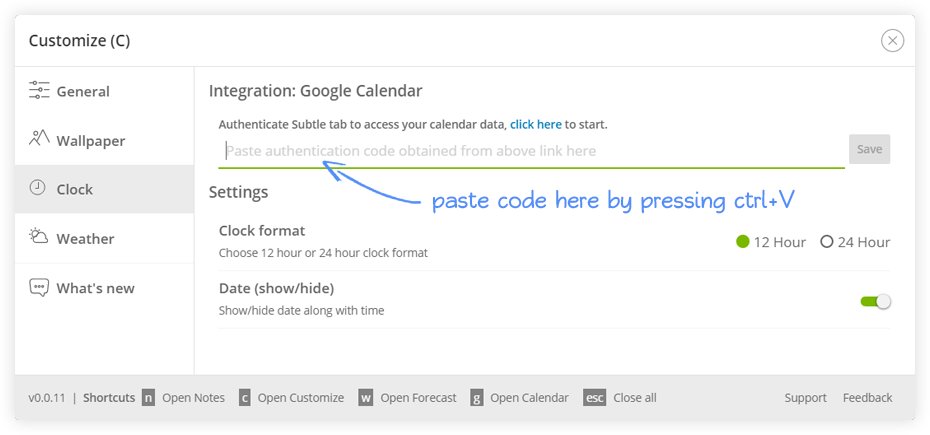 Customize (C)
General
Wallpaper
Clock
Weather
What's new
Integration: Google Calendar
Authenticate Subtle tab to access your calendar data, click here to start.
Paste authentication code obtained from above link here
Save
paste code here by pressing ctrl+V
Settings
Clock format
12 Hour 24 Hour
Choose 12 hour or 24 hour clock format
Date (show/hide)
Show/hide date along with time
v0.0.11 | Shortcuts n Open Notes c Open Customize w Open Forecast g Open Calendar esc Close all Support Feedback